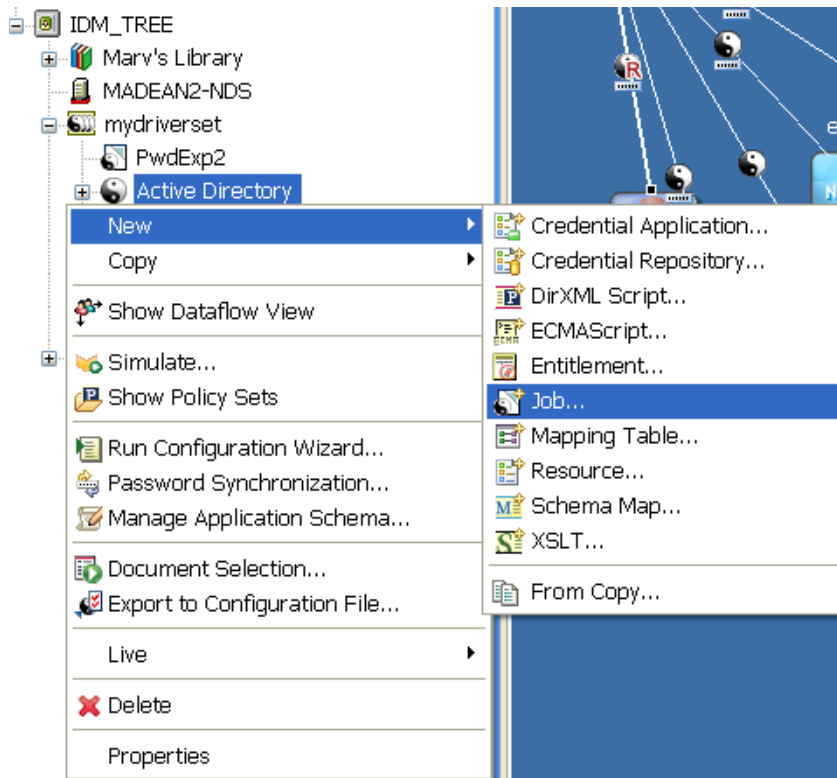 IDM_TREE
Marv's Library
MADEAN2-NDS
mydriverset
PwdExp2
Active Directory
New
Copy
Show Dataflow View
Simulate...
Show Policy Sets
Run Configuration Wizard...
Password Synchronization...
Manage Application Schema...
Document Selection...
Export to Configuration File...
Live
Delete
Properties
Credential Application...
Credential Repository...
DirXML Script...
ECMAScript...
Entitlement...
Job...
Mapping Table...
Resource...
Schema Map...
XSLT...
From Copy...